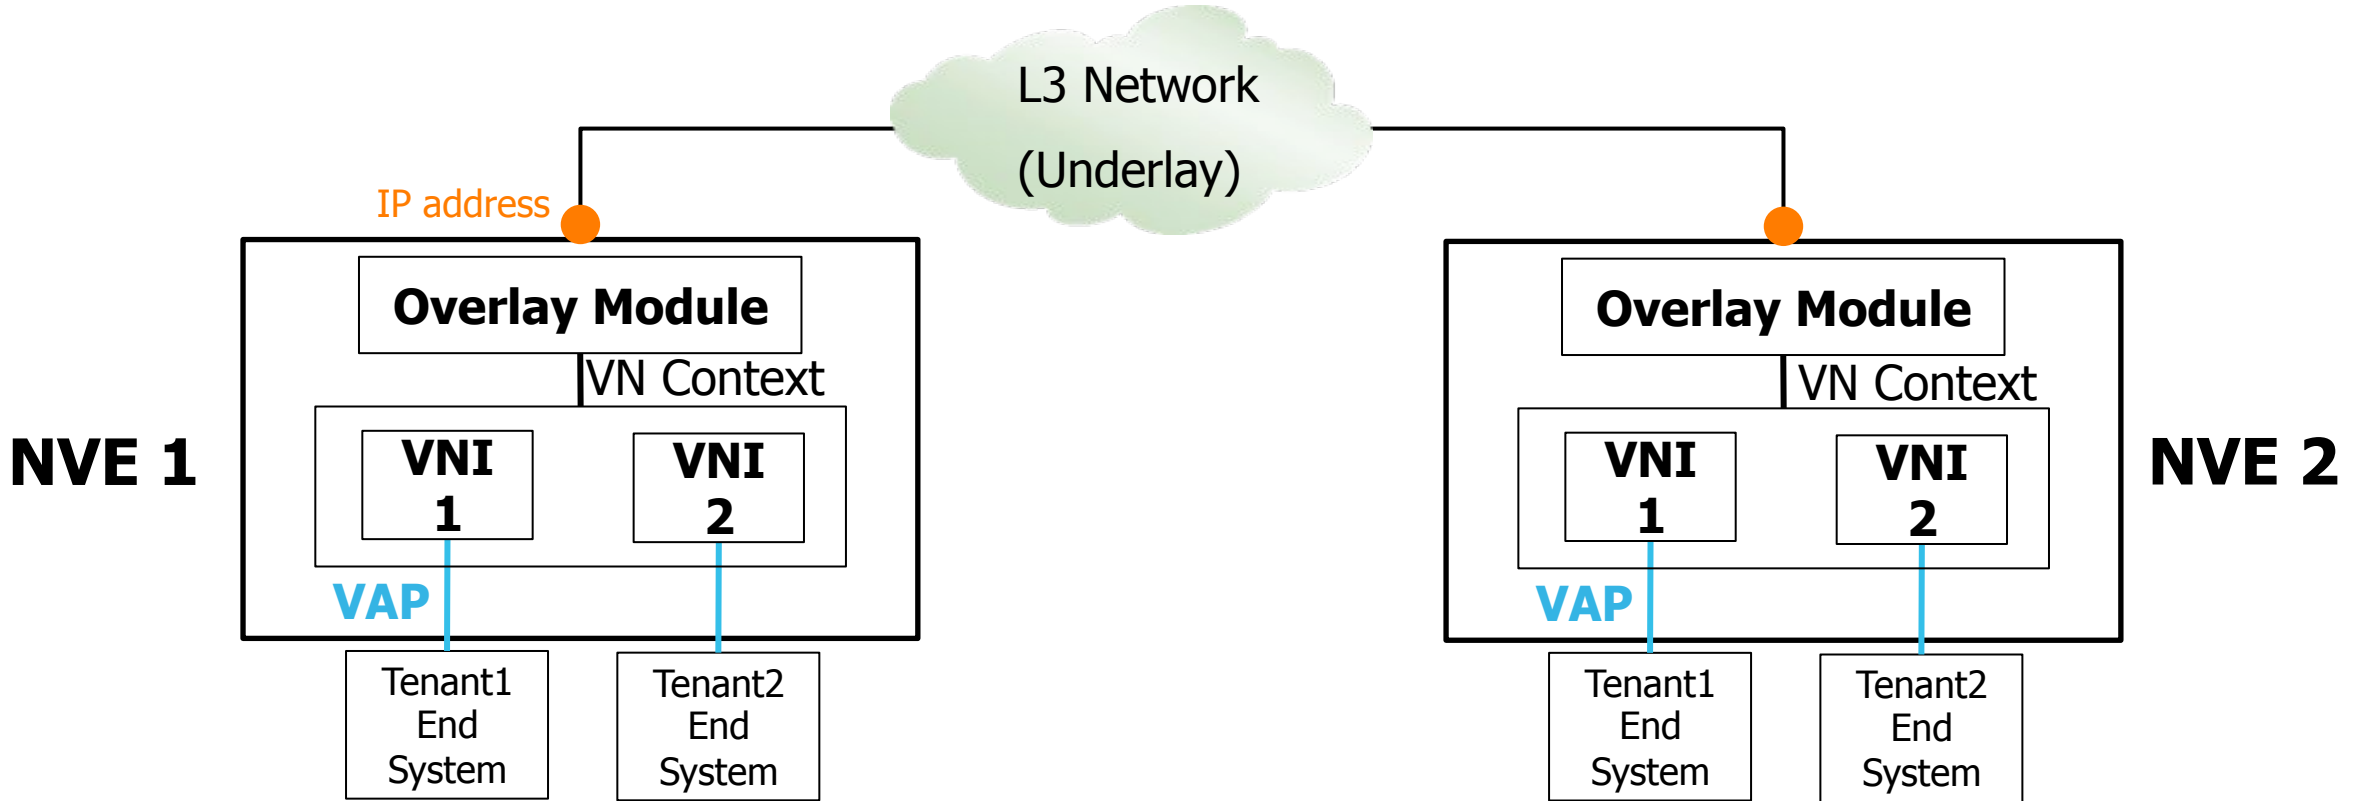 L3 Network
(Underlay)
IP address
NVE 1
Overlay Module
VN Context
VNI
1
VNI
2
VAP
Tenant1
End
System
Tenant2
End
System
Overlay Module
VN Context
VNI
1
VNI
2
VAP
Tenant1
End
System
Tenant2
End
System
NVE 2